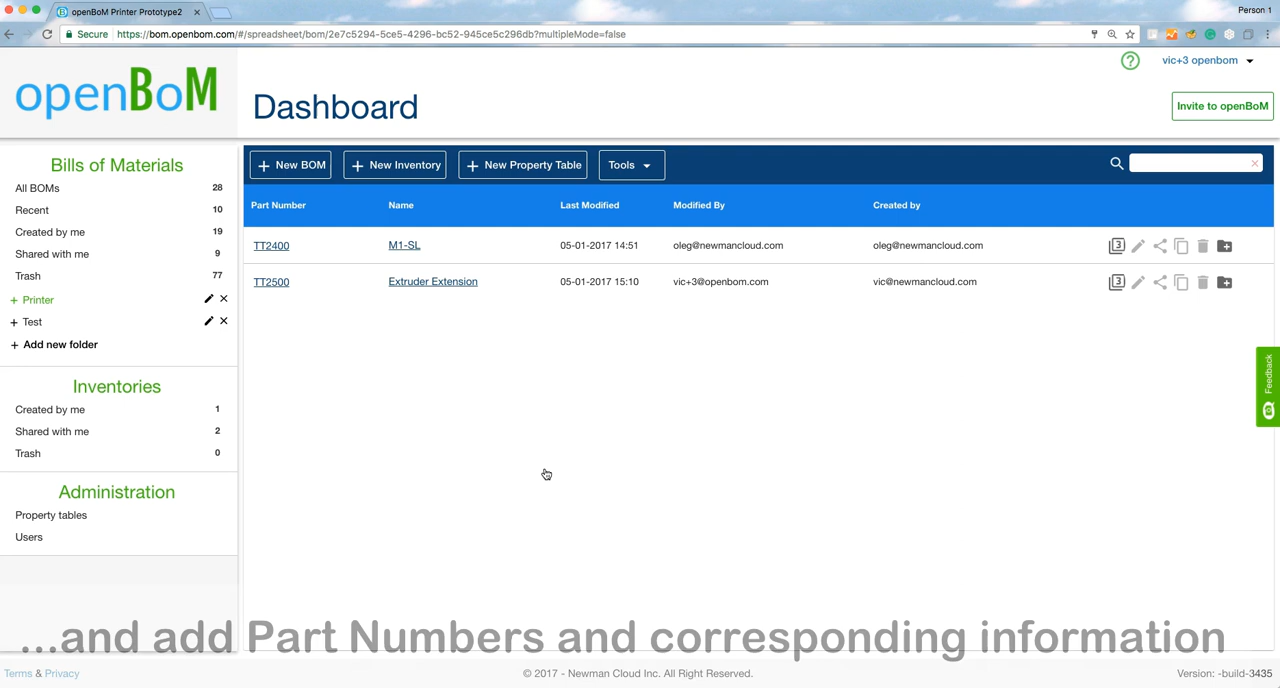 openBoM Printer Prototype2
Person 1
Secure https://bom.openbom.com/#/spreadsheet/bom/2e7c5294-5ce5-4296-bc52-945ce5c296db?multipleMode=false
vic+3 openbom
openBoM
Dashboard
Invite to openBoM
Bills of Materials
All BOMs 28
Recent 10
Created by me 19
Shared with me 9
Trash 77
+ Printer
+ Test
+ Add new folder
Inventories
Created by me 1
Shared with me 2
Trash 0
Administration
Property tables
Users
+ New BOM + New Inventory + New Property Table Tools
Part Number Name Last Modified Modified By Created by
TT2400 M1-SL 05-01-2017 14:51 oleg@newmancloud.com oleg@newmancloud.com 3
TT2500 Extruder Extension 05-01-2017 15:10 vic+3@openbom.com vic@newmancloud.com 3
Feedback
...and add Part Numbers and corresponding information
Terms & Privacy © 2017 - Newman Cloud Inc. All Right Reserved. Version: -build-3435